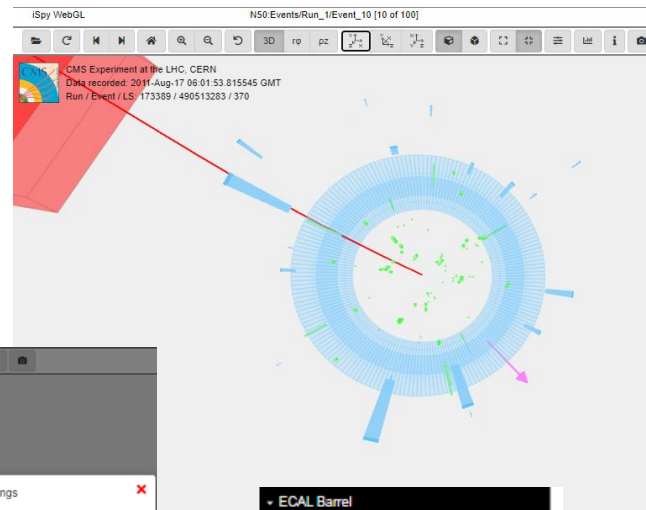 iSpy WebGL
N50:Events/Run_1/Event_10 [10 of 100]
3D rφ ρz
CMS
CMS Experiment at the LHC, CERN
Data recorded: 2011-Aug-17 06:01:53.815545 GMT
Run / Event / LS: 173389 / 490513283 / 370
ngs
ECAL Barrel